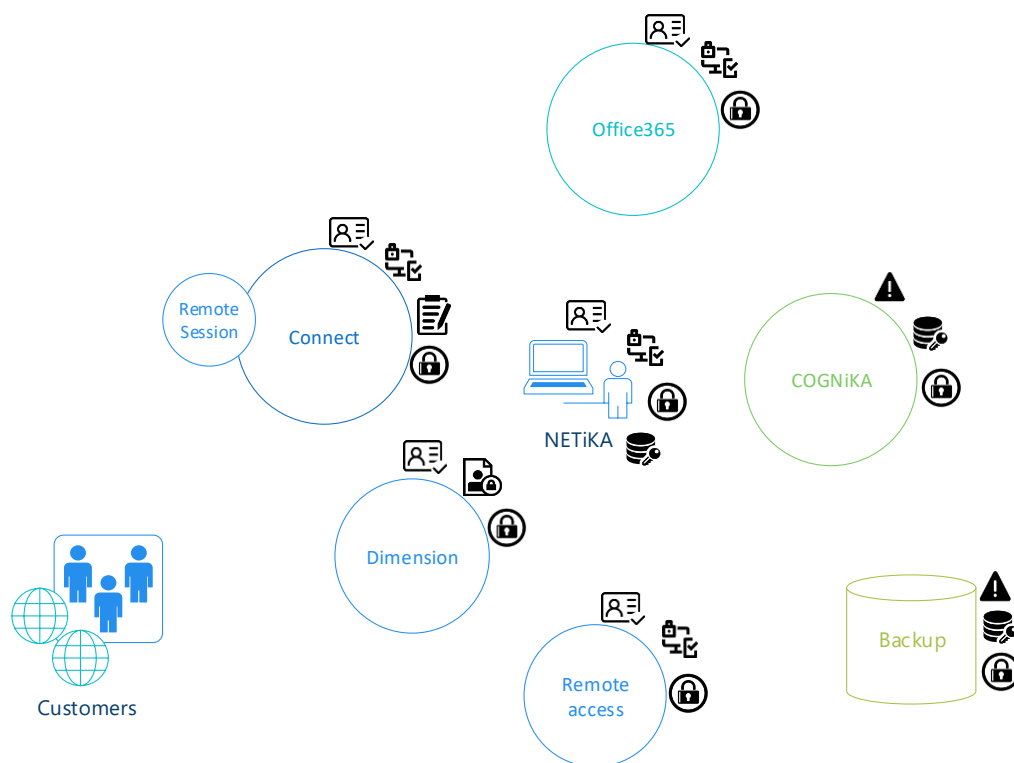 Office365
Remote
Session
Connect
COGNiKA
NETiKA
Dimension
Backup
Remote
access
Customers